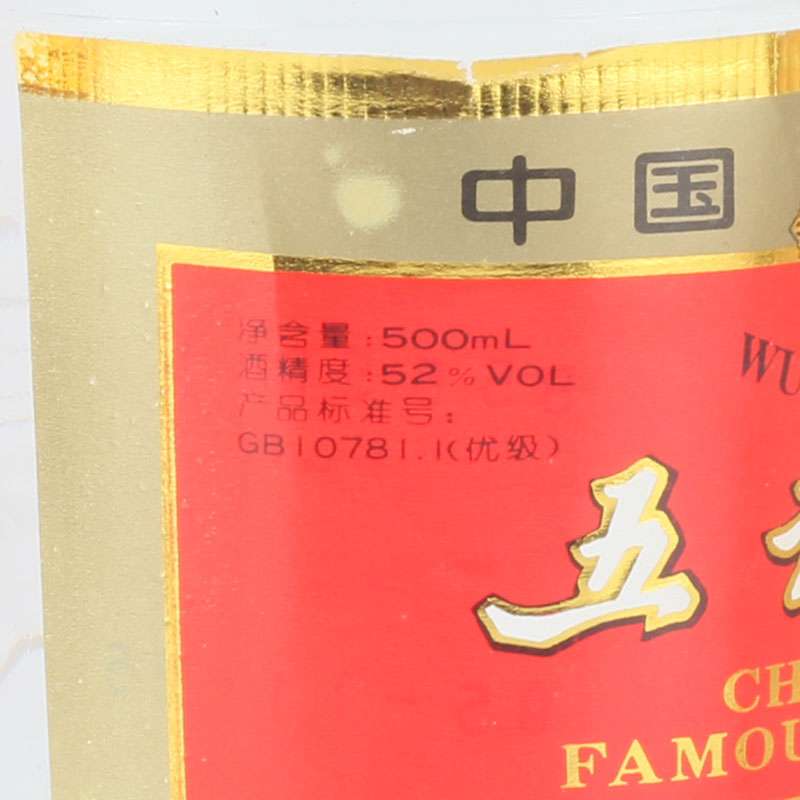 中国
净含量:500mL
酒精度:52%VOL
产品标准号:
GB10781.1(优级)
WU
五
CH
FAMOU